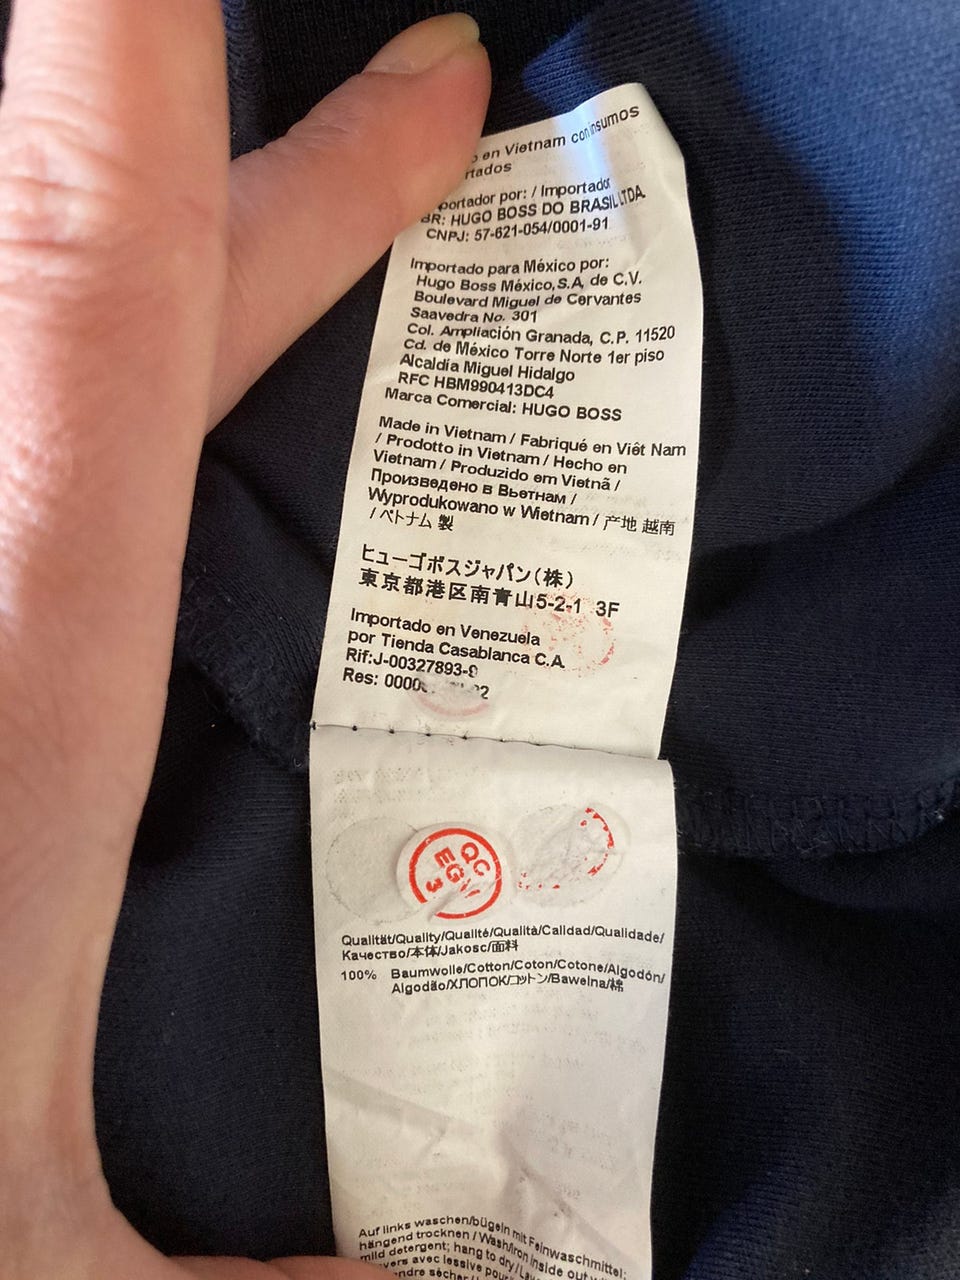 en Vietnam con insumos
rtados
portador por: / Importador
BR: HUGO BOSS DO BRASIL LTDA.
CNPJ: 57-621-054/0001-91
Importado para México por:
Hugo Boss México, S.A. de C.V.
Boulevard Miguel de Cervantes
Saavedra No. 301
Col. Ampliación Granada, C.P. 11520
Cd. de México Torre Norte 1er piso
Alcaldía Miguel Hidalgo
RFC HBM990413DC4
Marca Comercial: HUGO BOSS
Made in Vietnam / Fabriqué en Viêt Nam
/ Prodotto in Vietnam / Hecho en
Vietnam / Produzido em Vietnã /
Произведено в Вьетнам /
Wyprodukowano w Wietnam / 产地 越南
/ ベトナム 製
ヒューゴボスジャパン(株)
東京都港区南青山5-2-1 3F
Importado en Venezuela
por Tienda Casablanca C.A.
Rif:J-00327893-9
Res:
QC
EG
3
Qualität/Quality/Qualité/Qualità/Calidad/Qualidade/
Качество/本体/Jakosc/面料
100% Baumwolle/Cotton/Coton/Cotone/Algodón/
Algodão/ХЛОПОК/コットン/Bawelna/棉
Auf links waschen/bügeln mit Feinwaschmittel;
hängend trocknen / Wash/iron inside out
mild detergent; hang to dry /
vers avec lessive pour
ndre sécher